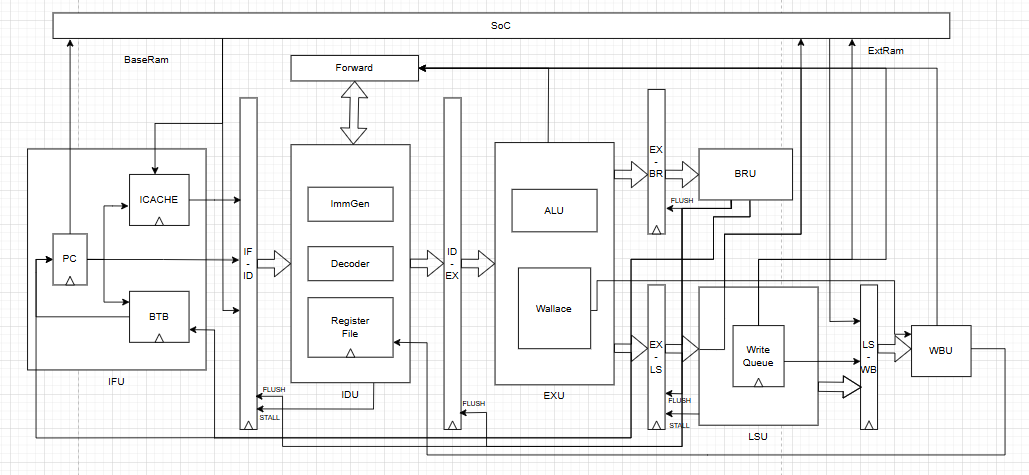 SoC
BaseRam
ExtRam
Forward
ICACHE
PC
BTB
IFU
IF
-
ID
FLUSH
STALL
ImmGen
Decoder
Register
File
IDU
ID
-
EX
FLUSH
ALU
Wallace
EXU
EX
-
BR
FLUSH
BRU
EX
-
LS
FLUSH
STALL
Write
Queue
LSU
LS
-
WB
WBU